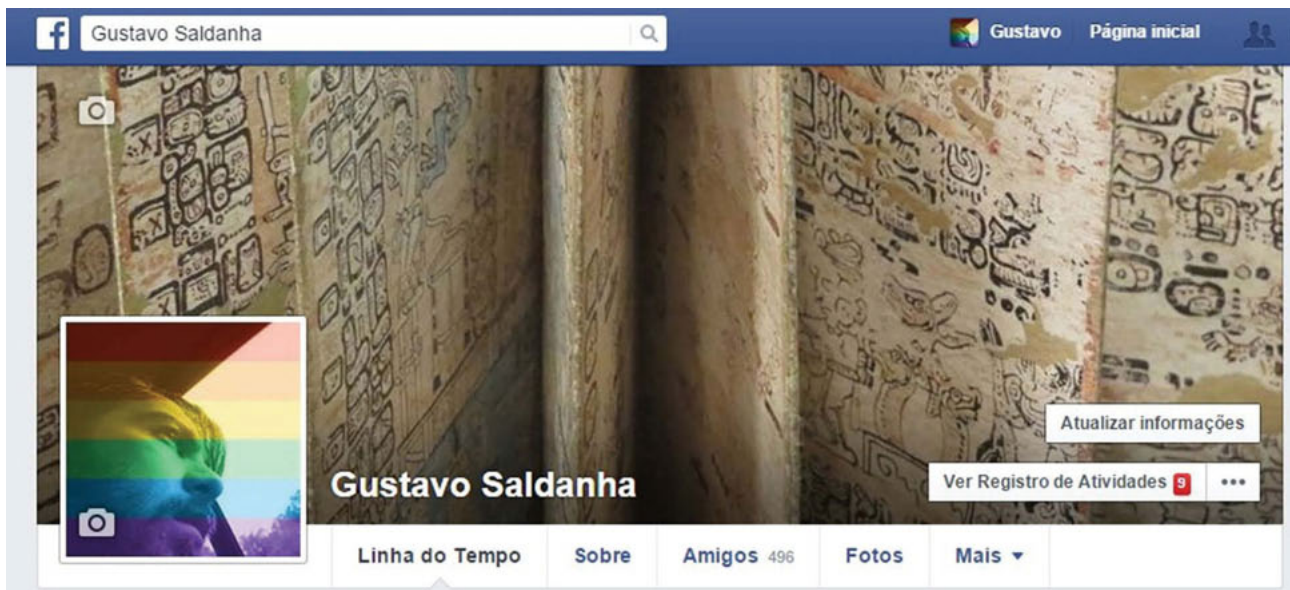 f Gustavo Saldanha Gustavo Página inicial
Atualizar informações
Gustavo Saldanha
Ver Registro de Atividades 9 •••
Linha do Tempo Sobre Amigos 496 Fotos Mais